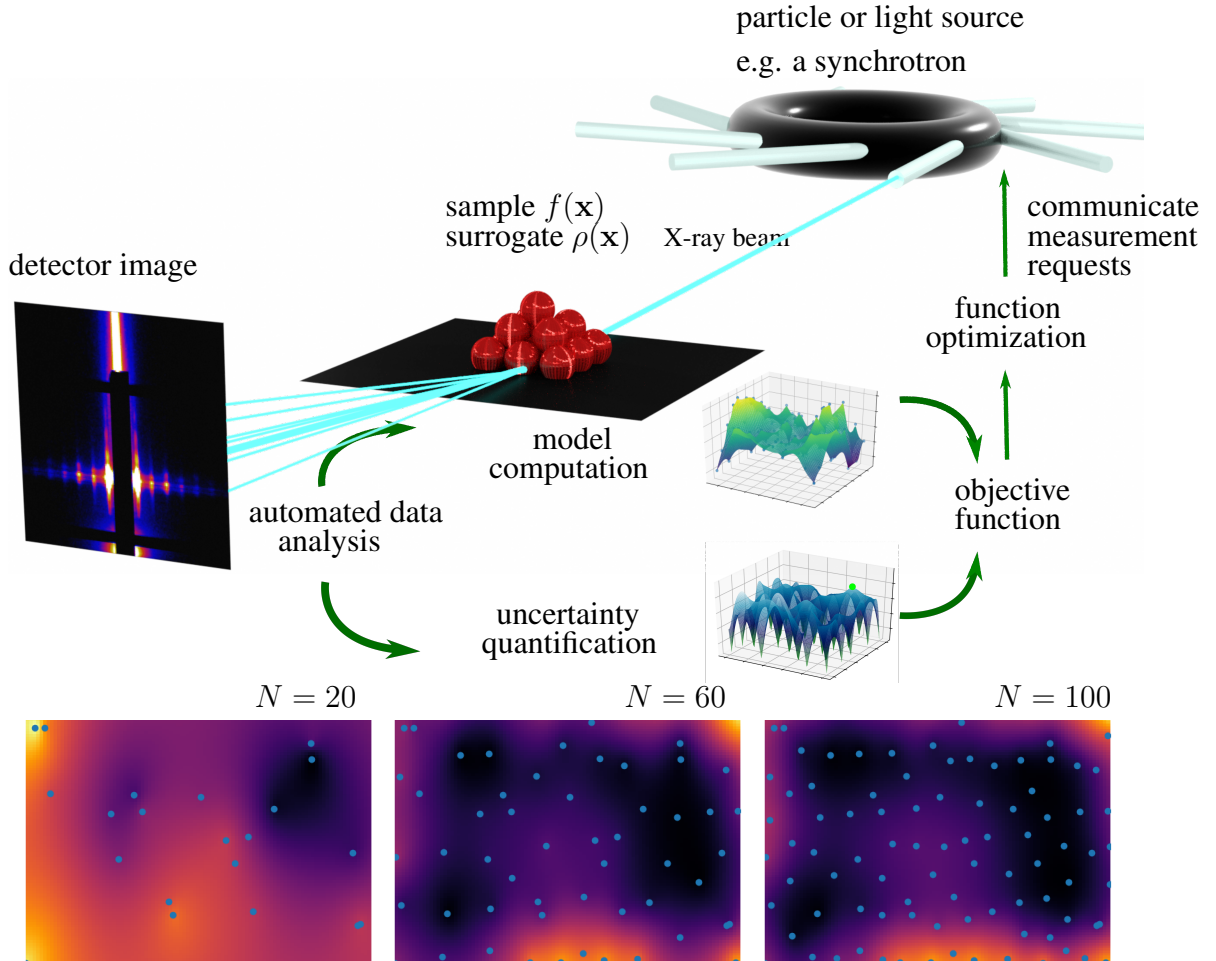 particle or light source
e.g. a synchrotron
sample f(x)
surrogate ρ(x)
X-ray beam
communicate
measurement
requests
detector image
function
optimization
model
computation
automated data
analysis
objective
function
uncertainty
quantification
N = 20
N = 60
N = 100